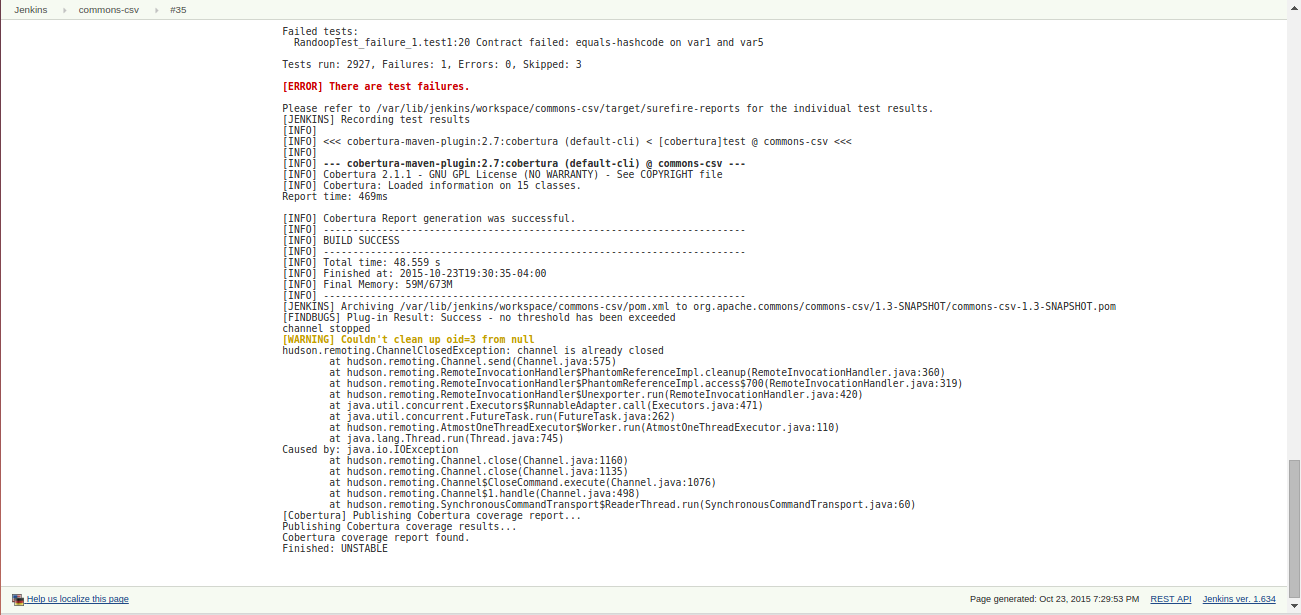 Jenkins commons-csv #35
Failed tests:
RandoopTest_failure_1.test1:20 Contract failed: equals-hashcode on var1 and var5
Tests run: 2927, Failures: 1, Errors: 0, Skipped: 3
[ERROR] There are test failures.
Please refer to /var/lib/jenkins/workspace/commons-csv/target/surefire-reports for the individual test results.
[JENKINS] Recording test results
[INFO]
[INFO] <<< cobertura-maven-plugin:2.7:cobertura (default-cli) < [cobertura]test @ commons-csv <<<
[INFO]
[INFO] --- cobertura-maven-plugin:2.7:cobertura (default-cli) @ commons-csv ---
[INFO] Cobertura 2.1.1 - GNU GPL License (NO WARRANTY) - See COPYRIGHT file
[INFO] Cobertura: Loaded information on 15 classes.
Report time: 469ms
[INFO] Cobertura Report generation was successful.
[INFO] ------------------------------------------------------------------------
[INFO] BUILD SUCCESS
[INFO] ------------------------------------------------------------------------
[INFO] Total time: 48.559 s
[INFO] Finished at: 2015-10-23T19:30:35-04:00
[INFO] Final Memory: 59M/673M
[INFO] ------------------------------------------------------------------------
[JENKINS] Archiving /var/lib/jenkins/workspace/commons-csv/pom.xml to org.apache.commons/commons-csv/1.3-SNAPSHOT/commons-csv-1.3-SNAPSHOT.pom
[FINDBUGS] Plug-in Result: Success - no threshold has been exceeded
channel stopped
[WARNING] Couldn't clean up oid=3 from null
hudson.remoting.ChannelClosedException: channel is already closed
at hudson.remoting.Channel.send(Channel.java:575)
at hudson.remoting.RemoteInvocationHandler$PhantomReferenceImpl.cleanup(RemoteInvocationHandler.java:360)
at hudson.remoting.RemoteInvocationHandler$PhantomReferenceImpl.access$700(RemoteInvocationHandler.java:319)
at hudson.remoting.RemoteInvocationHandler$Unexporter.run(RemoteInvocationHandler.java:420)
at java.util.concurrent.Executors$RunnableAdapter.call(Executors.java:471)
at java.util.concurrent.FutureTask.run(FutureTask.java:262)
at hudson.remoting.AtmostOneThreadExecutor$Worker.run(AtmostOneThreadExecutor.java:110)
at java.lang.Thread.run(Thread.java:745)
Caused by: java.io.IOException
at hudson.remoting.Channel.close(Channel.java:1160)
at hudson.remoting.Channel.close(Channel.java:1135)
at hudson.remoting.Channel$CloseCommand.execute(Channel.java:1076)
at hudson.remoting.Channel$1.handle(Channel.java:498)
at hudson.remoting.SynchronousCommandTransport$ReaderThread.run(SynchronousCommandTransport.java:60)
[Cobertura] Publishing Cobertura coverage report...
Publishing Cobertura coverage results...
Cobertura coverage report found.
Finished: UNSTABLE
Help us localize this page Page generated: Oct 23, 2015 7:29:53 PM REST API Jenkins ver. 1.634